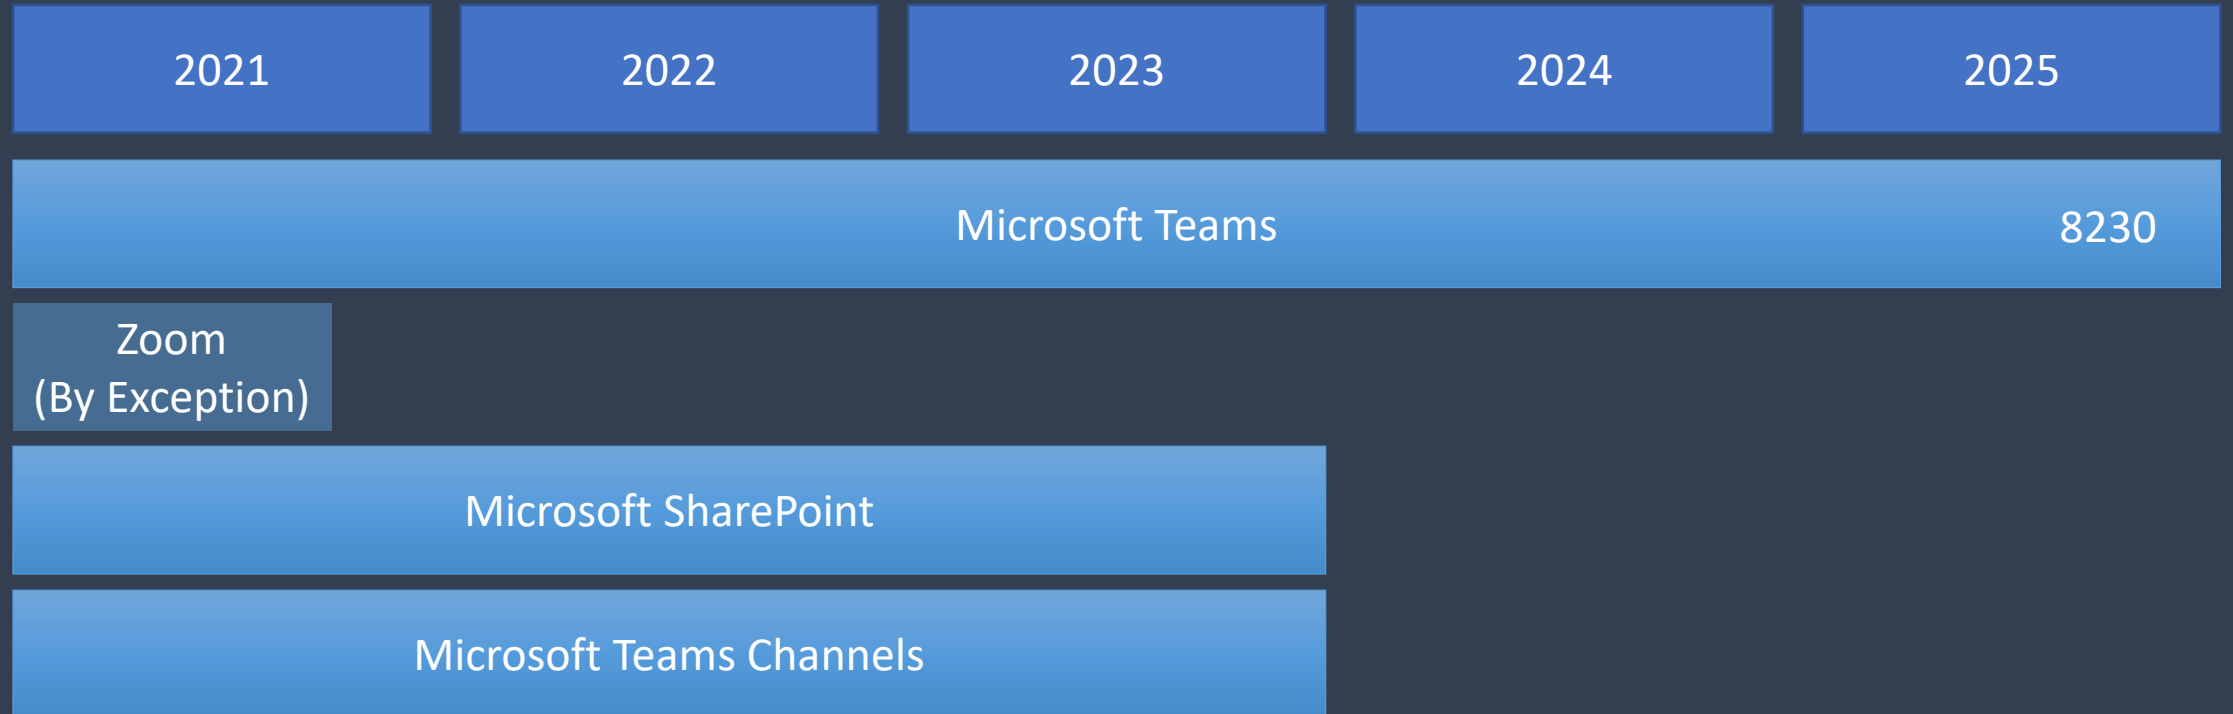 2021
2022
2023
2024
2025
Microsoft Teams
8230
Zoom
(By Exception)
Microsoft SharePoint
Microsoft Teams Channels